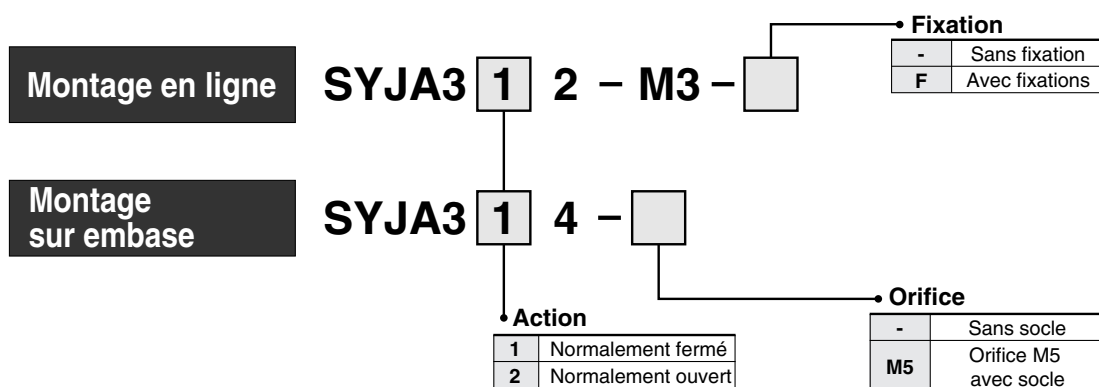 Fixation
- Sans fixation
F Avec fixations
Montage en ligne SYJA3 1 2 – M3 –
Montage
sur embase
SYJA3 1 4 –
Orifice
- Sans socle
M5 Orifice M5
avec socle
Action
1 Normalement fermé
2 Normalement ouvert